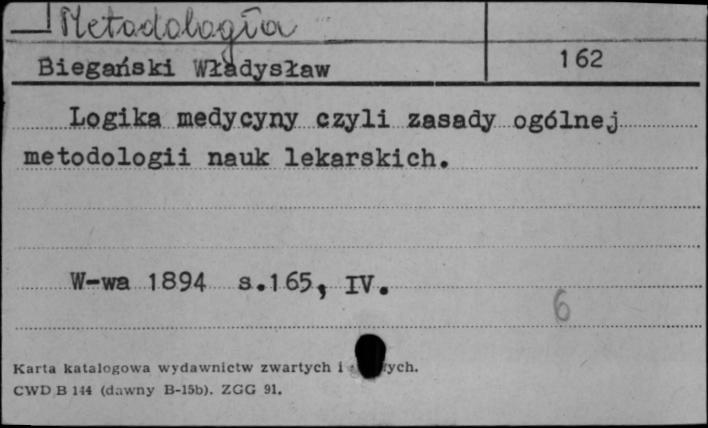 Metodologia
Biegański Władysław 162
Logika medycyny czyli zasady ogólnej
metodologii nauk lekarskich.
W-wa 1894 s.165, IV.
6
Karta katalogowa wydawnictw zwartych i
CWD B 144 (dawny B-15b). ZGG 91.